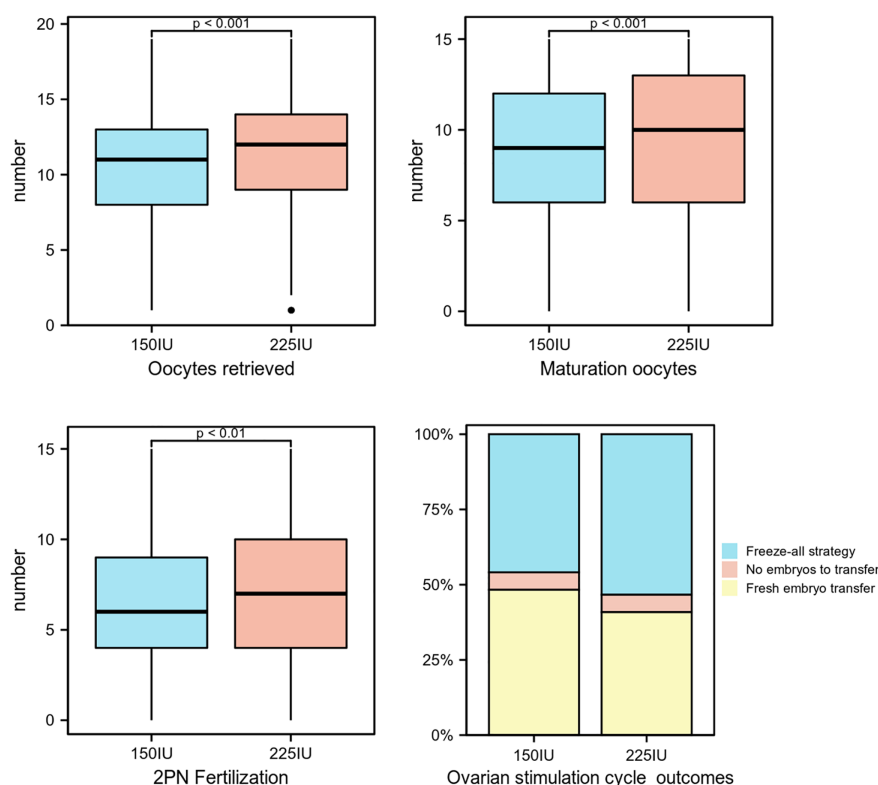 p < 0.001
20
15
10
5
0
number
150IU
225IU
Oocytes retrieved
p < 0.001
15
10
5
0
number
150IU
225IU
Maturation oocytes
p < 0.01
15
10
5
0
number
150IU
225IU
2PN Fertilization
100%
75%
50%
25%
0%
150IU
225IU
Ovarian stimulation cycle outcomes
Freeze-all strategy
No embryos to transfer
Fresh embryo transfer